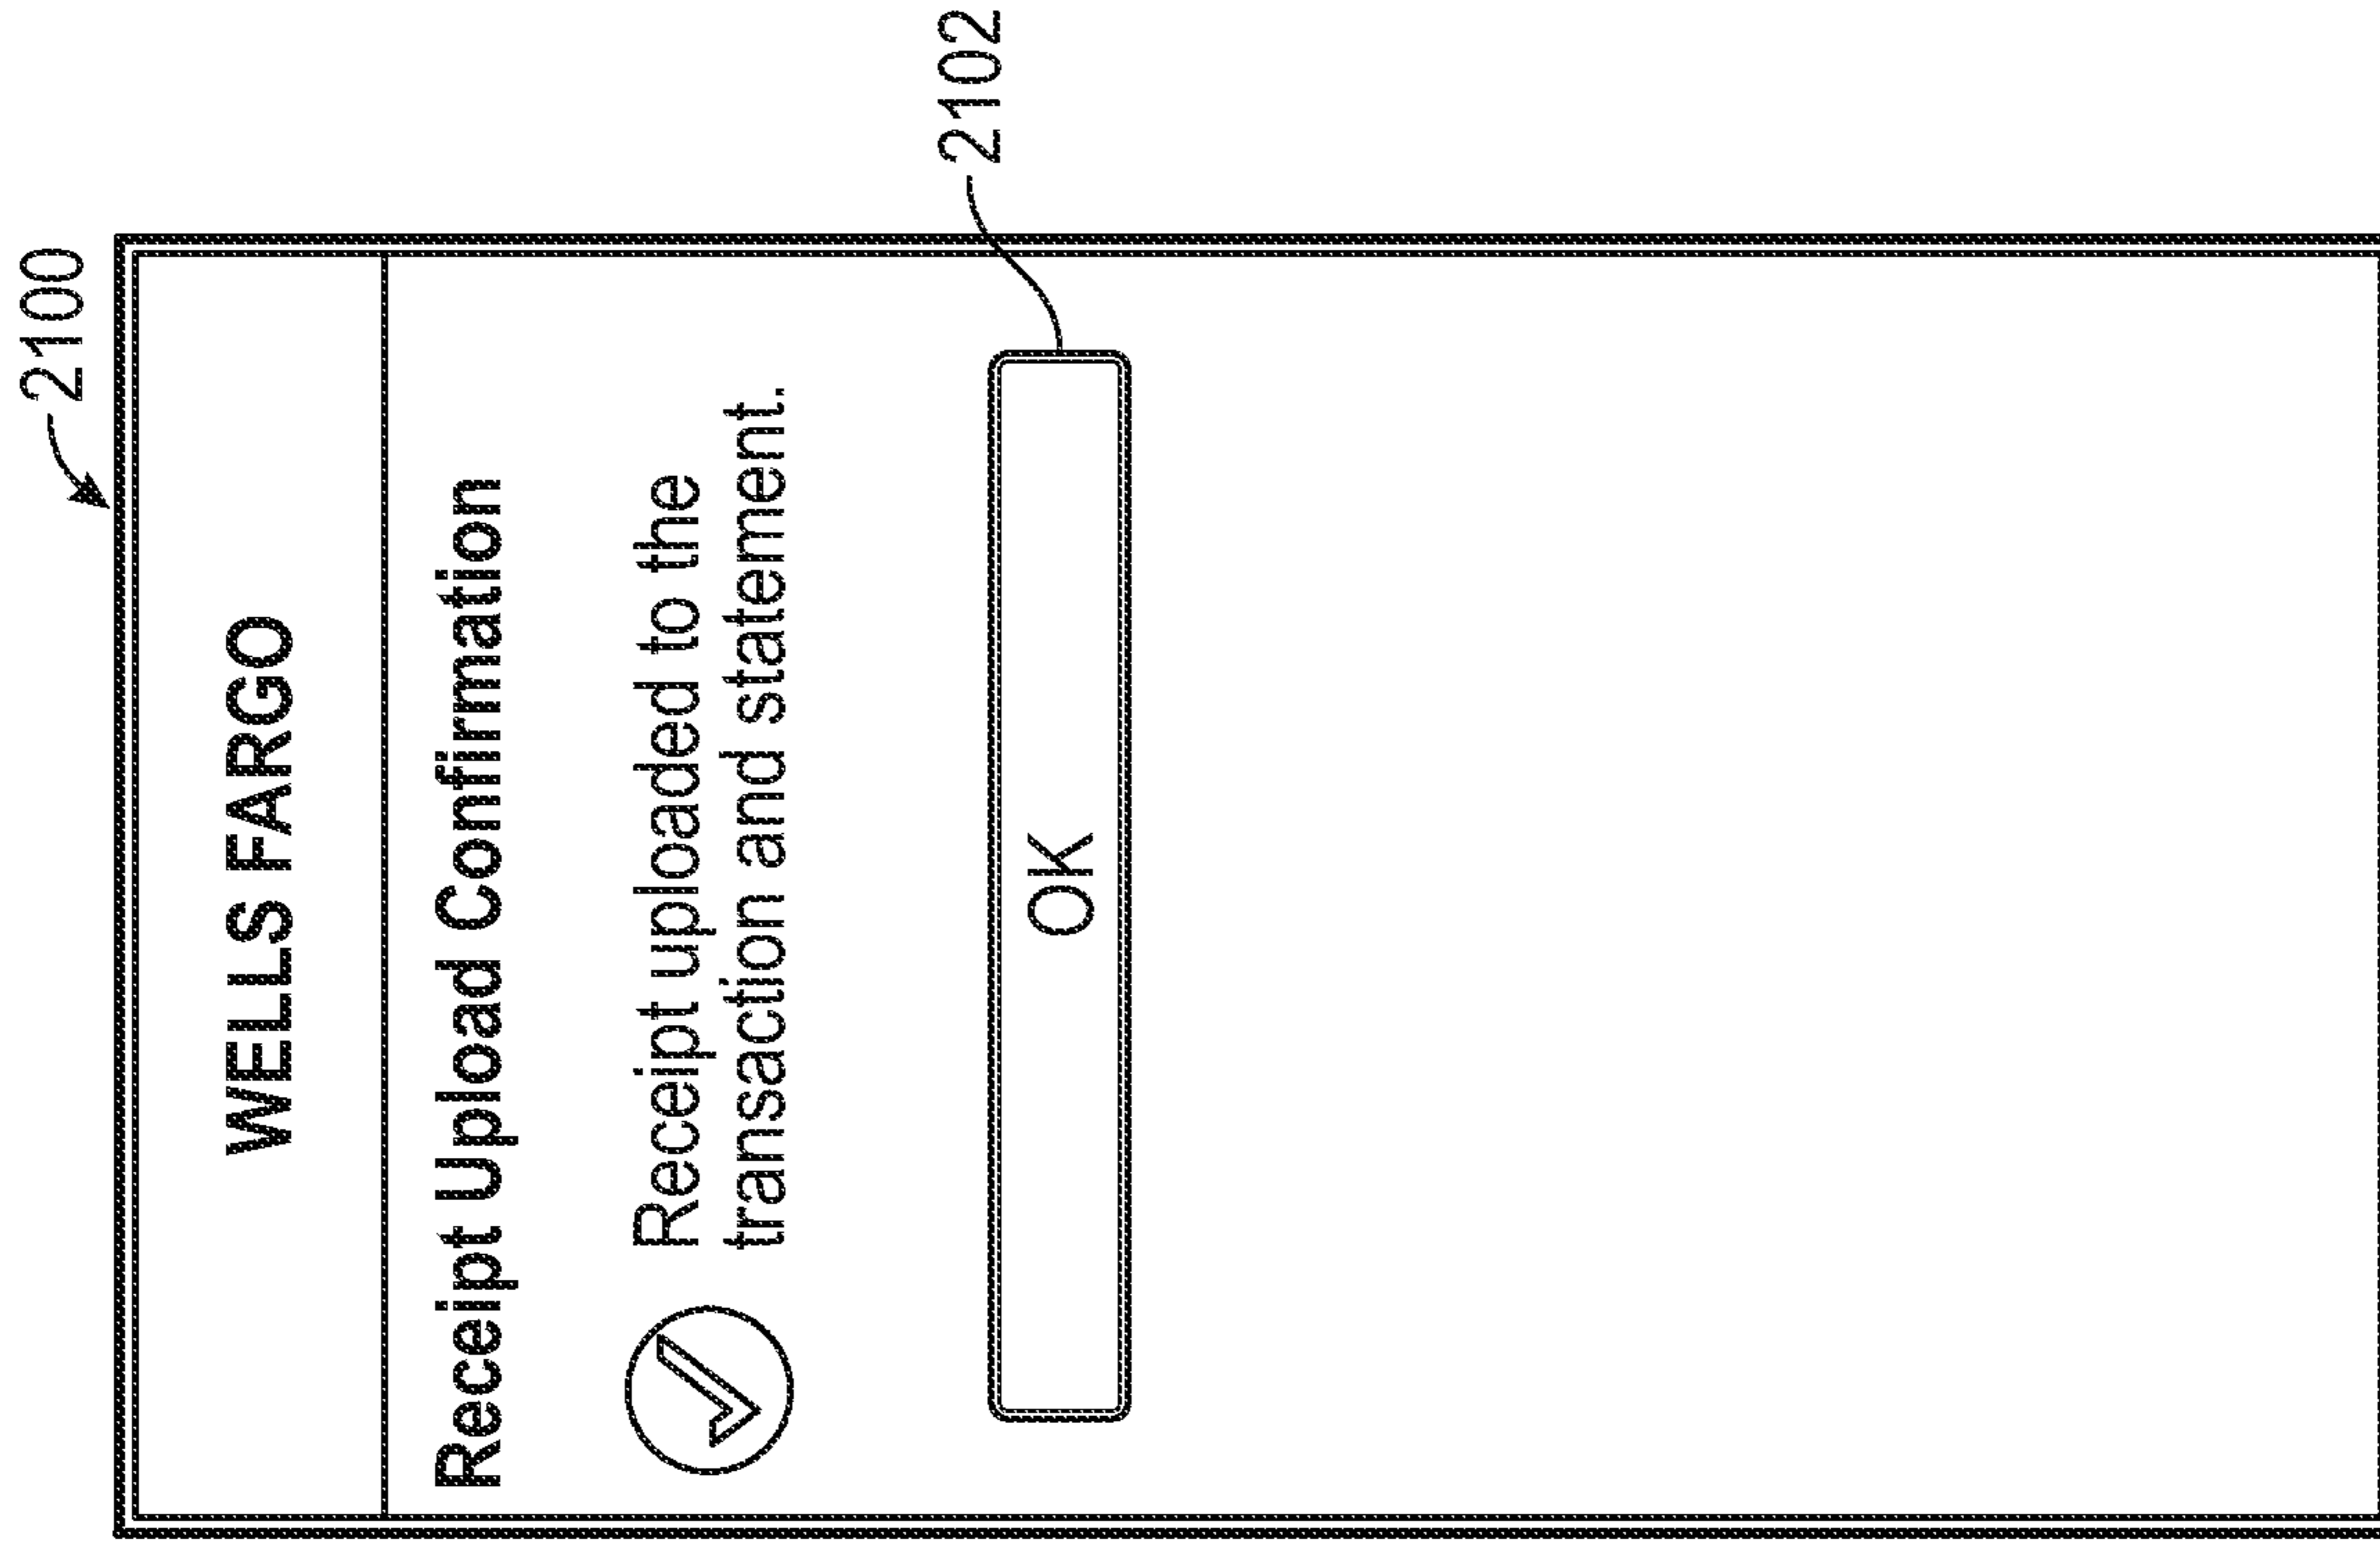 2100
WELLS FARGO
Receipt Upload Confirmation
Receipt uploaded to the
transaction and statement.
OK
2102